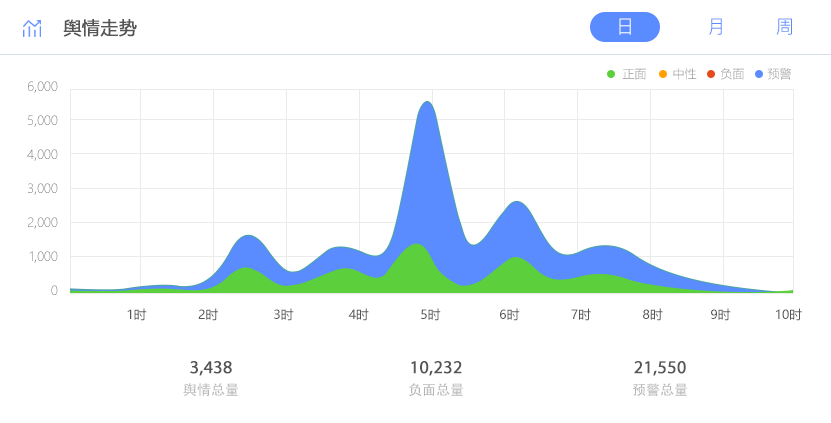 舆情走势
日 月 周
正面 中性 负面 预警
6,000
5,000
4,000
3,000
2,000
1,000
0
1时 2时 3时 4时 5时 6时 7时 8时 9时 10时
3,438 10,232 21,550
舆情总量 负面总量 预警总量